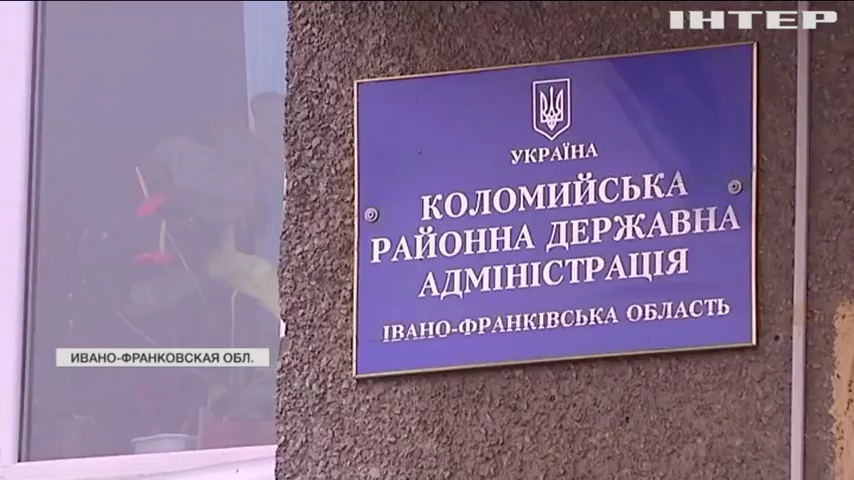 ІНТЕР
УКРАЇНА
КОЛОМИЙСЬКА
РАЙОННА ДЕРЖАВНА
АДМІНІСТРАЦІЯ
ІВАНО-ФРАНКІВСЬКА ОБЛАСТЬ
ИВАНО-ФРАНКОВСКАЯ ОБЛ.